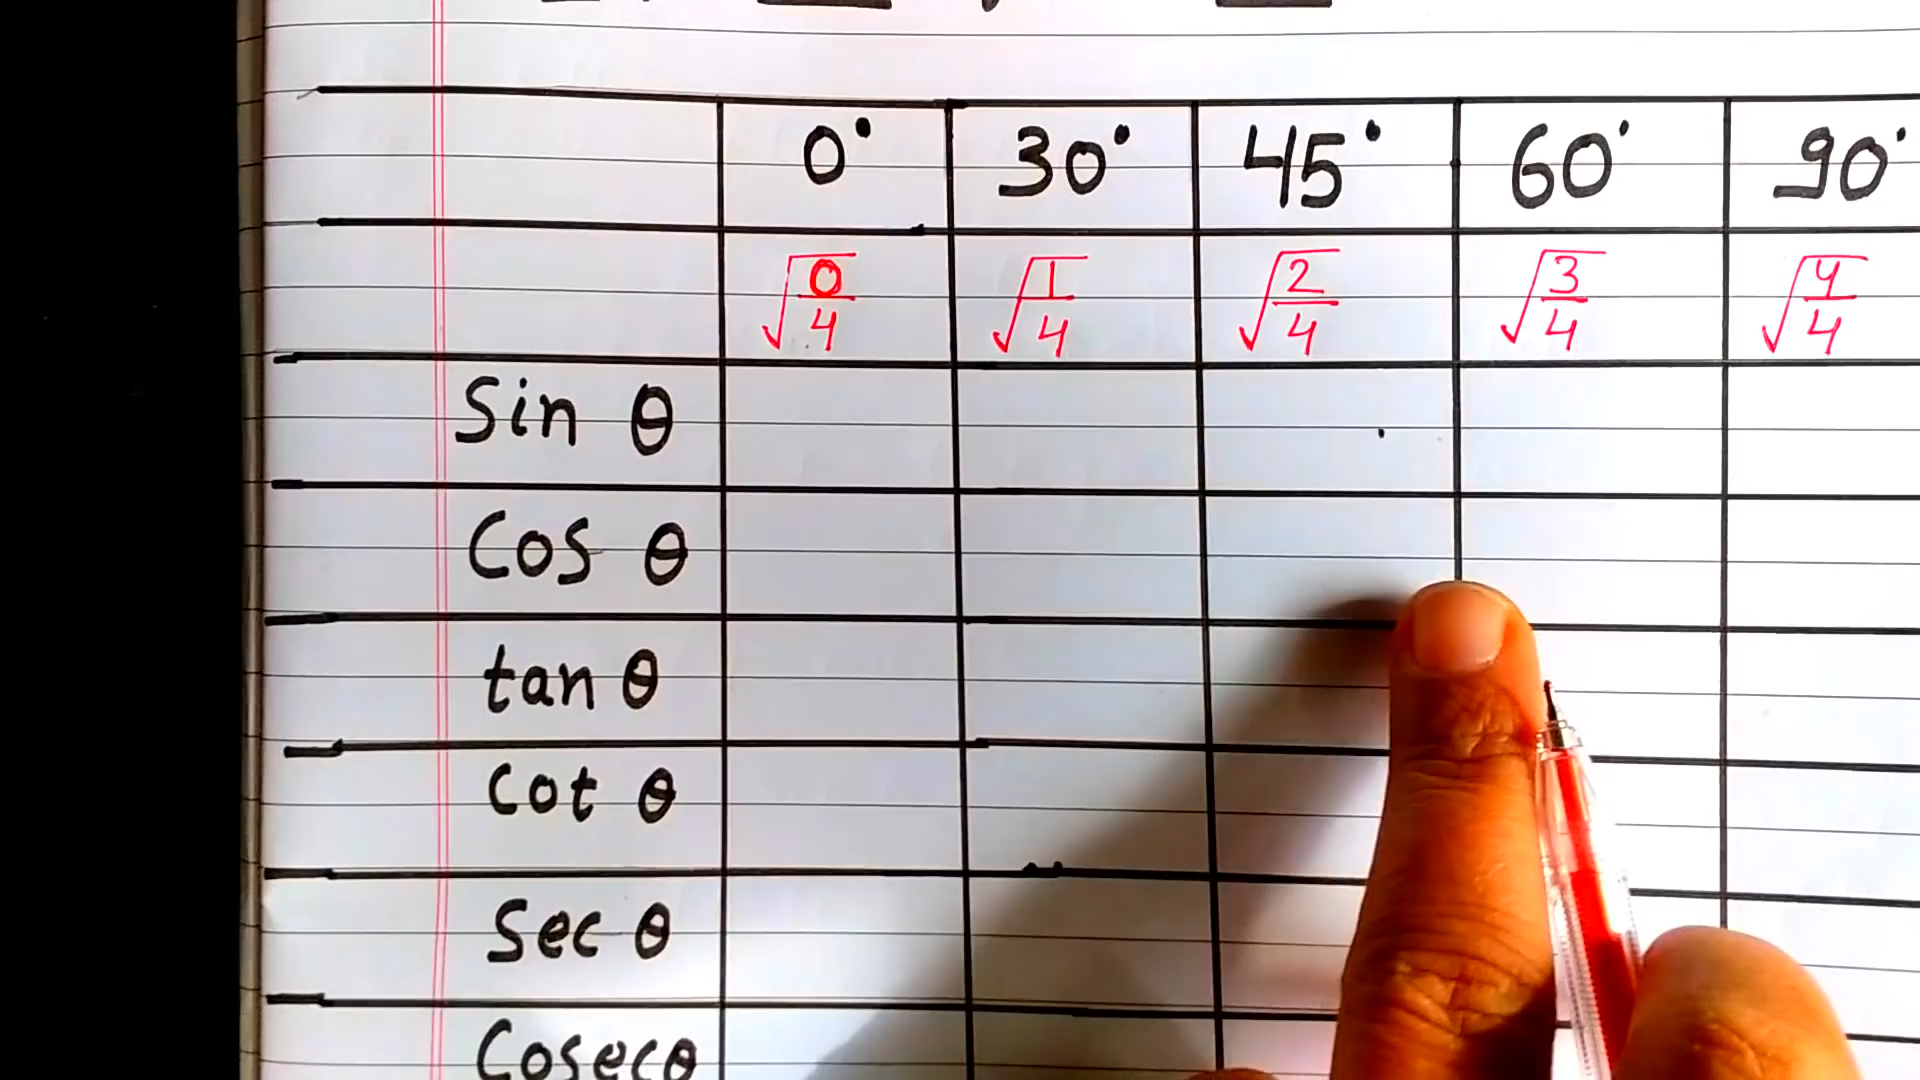 0° 30° 45° 60° 90°
√0/4 √1/4 √2/4 √3/4 √4/4
Sin θ
Cos θ
tan θ
Cot θ
Sec θ
Cosecθ